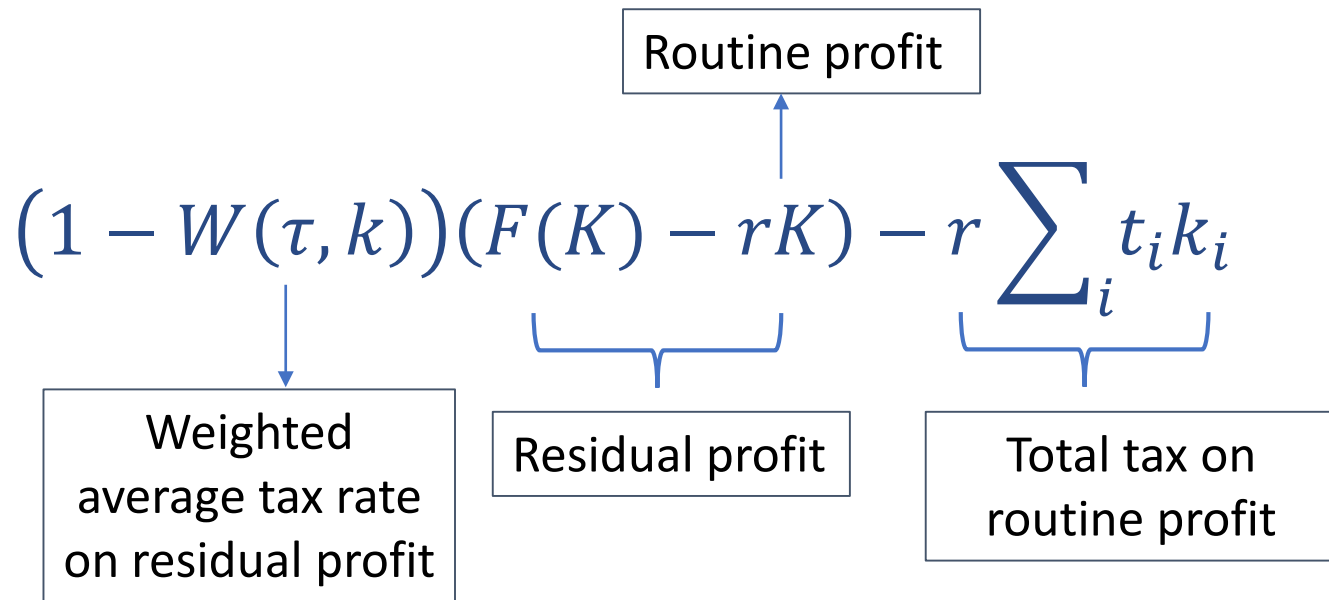 Routine profit
(1 − W(τ, k))(F(K) − rK) − r ∑ᵢ tᵢkᵢ
Weighted
average tax rate
on residual profit
Residual profit
Total tax on
routine profit